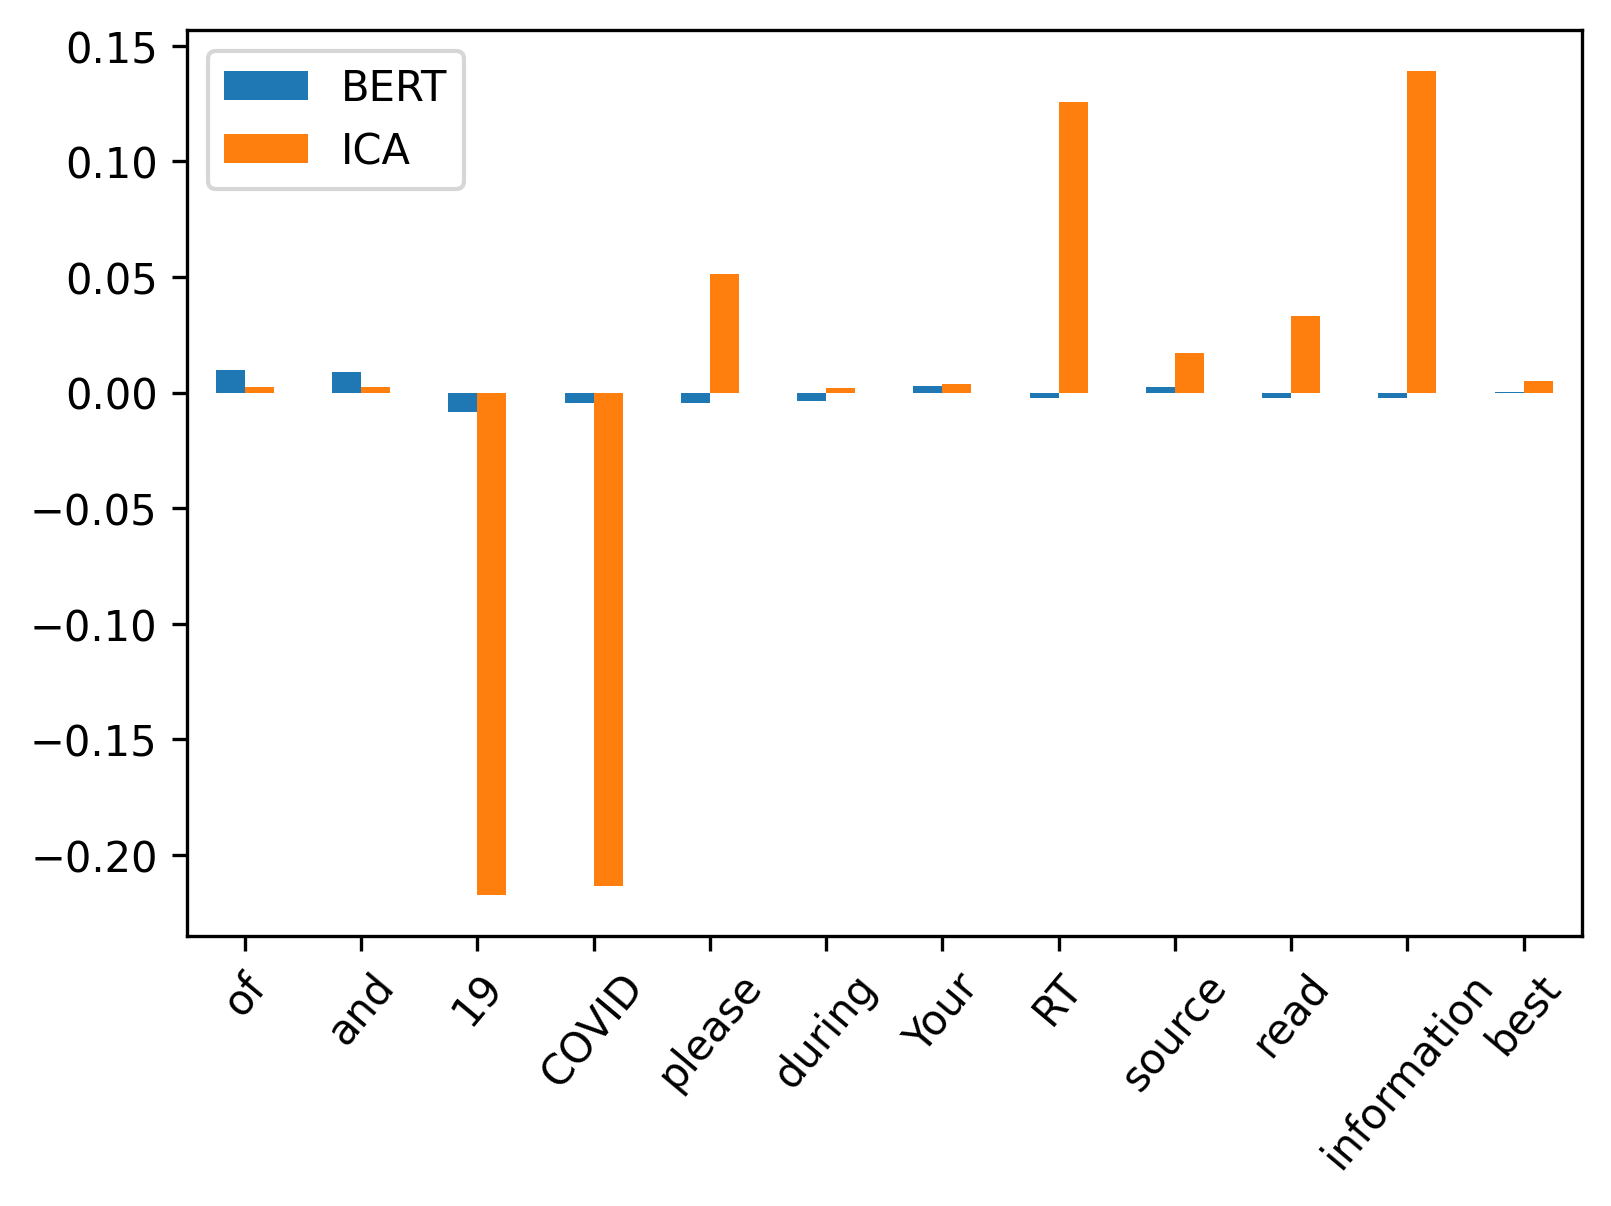 0.15
0.10
0.05
0.00
−0.05
−0.10
−0.15
−0.20
BERT
ICA
of
and
19
COVID
please
during
Your
RT
source
read
information
best